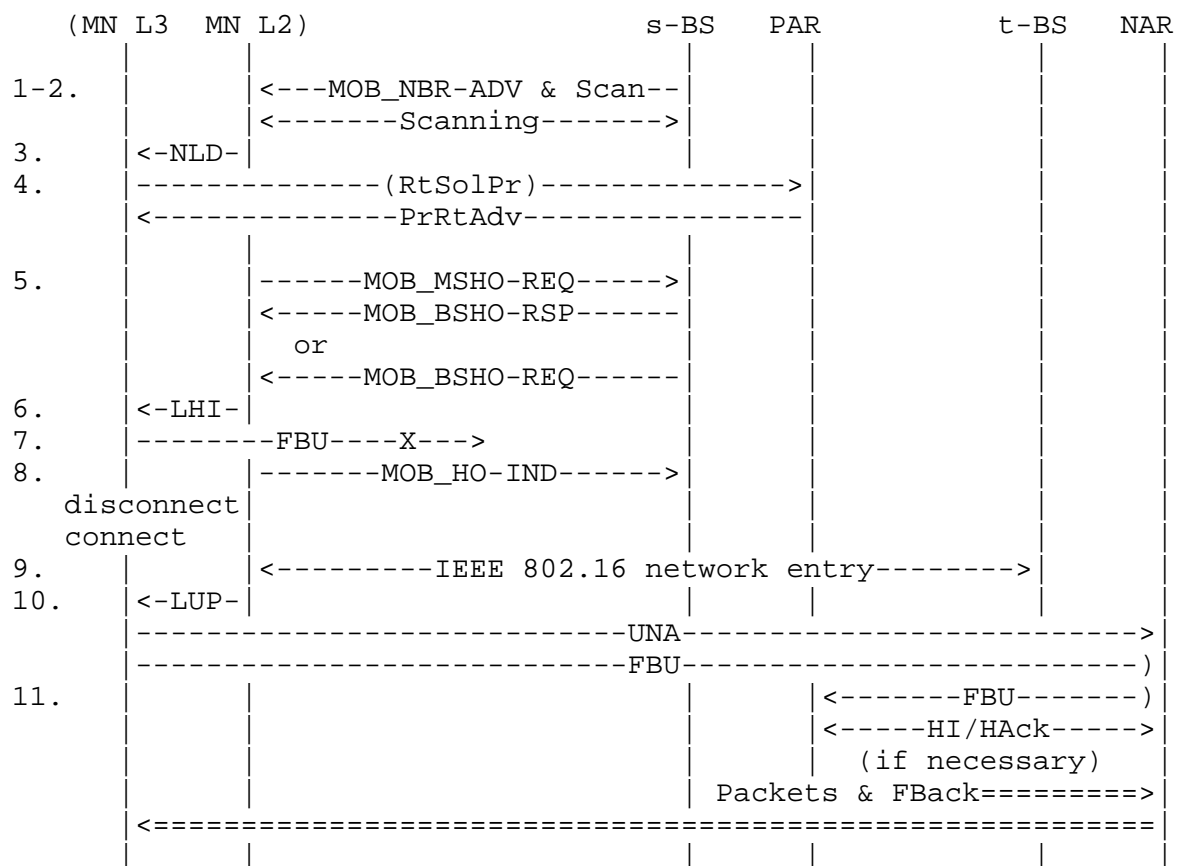 (MN L3 MN L2) s-BS PAR t-BS NAR
1-2. <---MOB_NBR-ADV & Scan--
<-------Scanning------->
3. <-NLD-
4. --------------(RtSolPr)-------------->
<--------------PrRtAdv----------------
5. ------MOB_MSHO-REQ----->
<-----MOB_BSHO-RSP------
or
<-----MOB_BSHO-REQ------
6. <-LHI-
7. --------FBU----X--->
8. -------MOB_HO-IND------>
disconnect
connect
9. <---------IEEE 802.16 network entry-------->
10. <-LUP-
----------------------------UNA-------------------------->
----------------------------FBU--------------------------)
11. <-------FBU-------)
<-----HI/HAck----->
(if necessary)
Packets & FBack=========>
<=========================================================